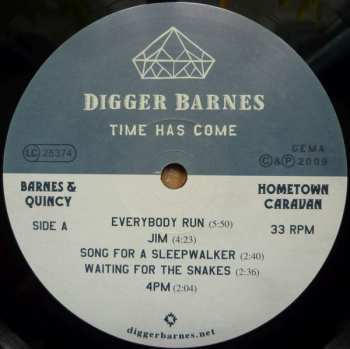 DIGGER BARNES
TIME HAS COME
LC 25374
GEMA
©&℗ 2009
BARNES &
QUINCY
HOMETOWN
CARAVAN
SIDE A
33 RPM
EVERYBODY RUN (5:50)
JIM (4:23)
SONG FOR A SLEEPWALKER (2:40)
WAITING FOR THE SNAKES (2:36)
4PM (2:04)
diggerbarnes.net